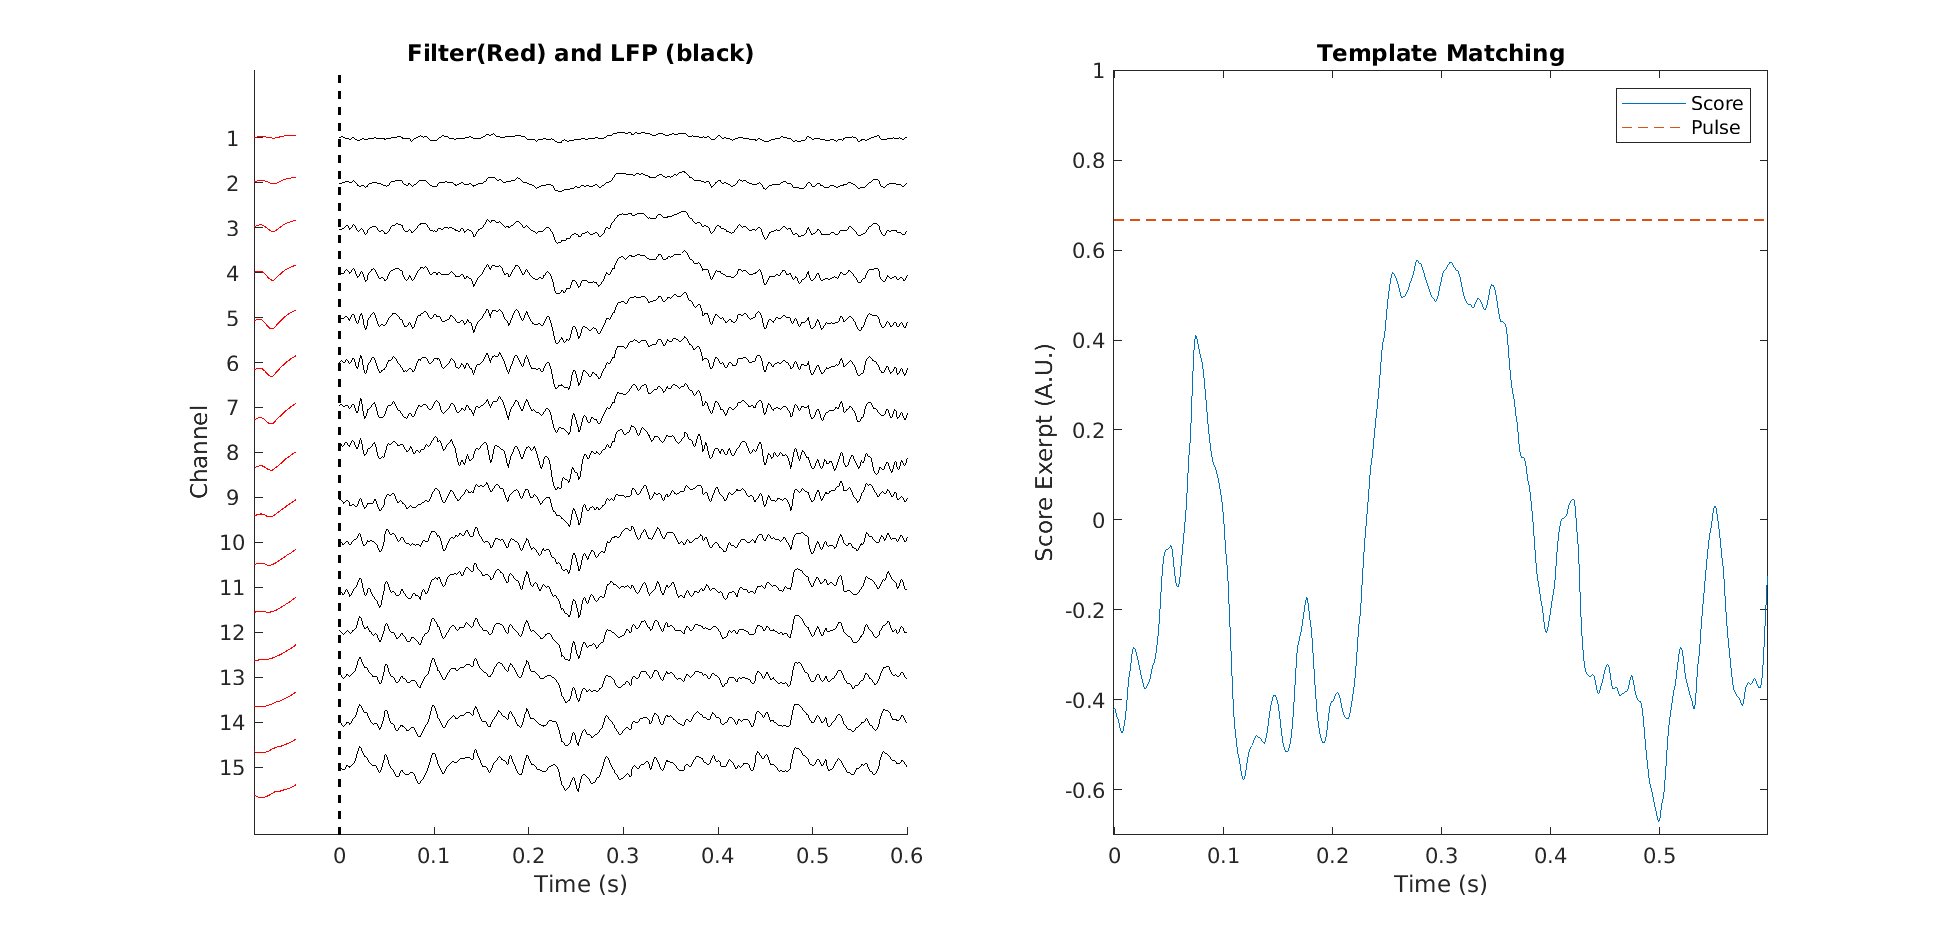 Filter(Red) and LFP (black)
Channel
1
2
3
4
5
6
7
8
9
10
11
12
13
14
15
0 0.1 0.2 0.3 0.4 0.5 0.6
Time (s)
Template Matching
Score Exerpt (A.U.)
1
0.8
0.6
0.4
0.2
0
-0.2
-0.4
-0.6
Score
Pulse
0 0.1 0.2 0.3 0.4 0.5
Time (s)